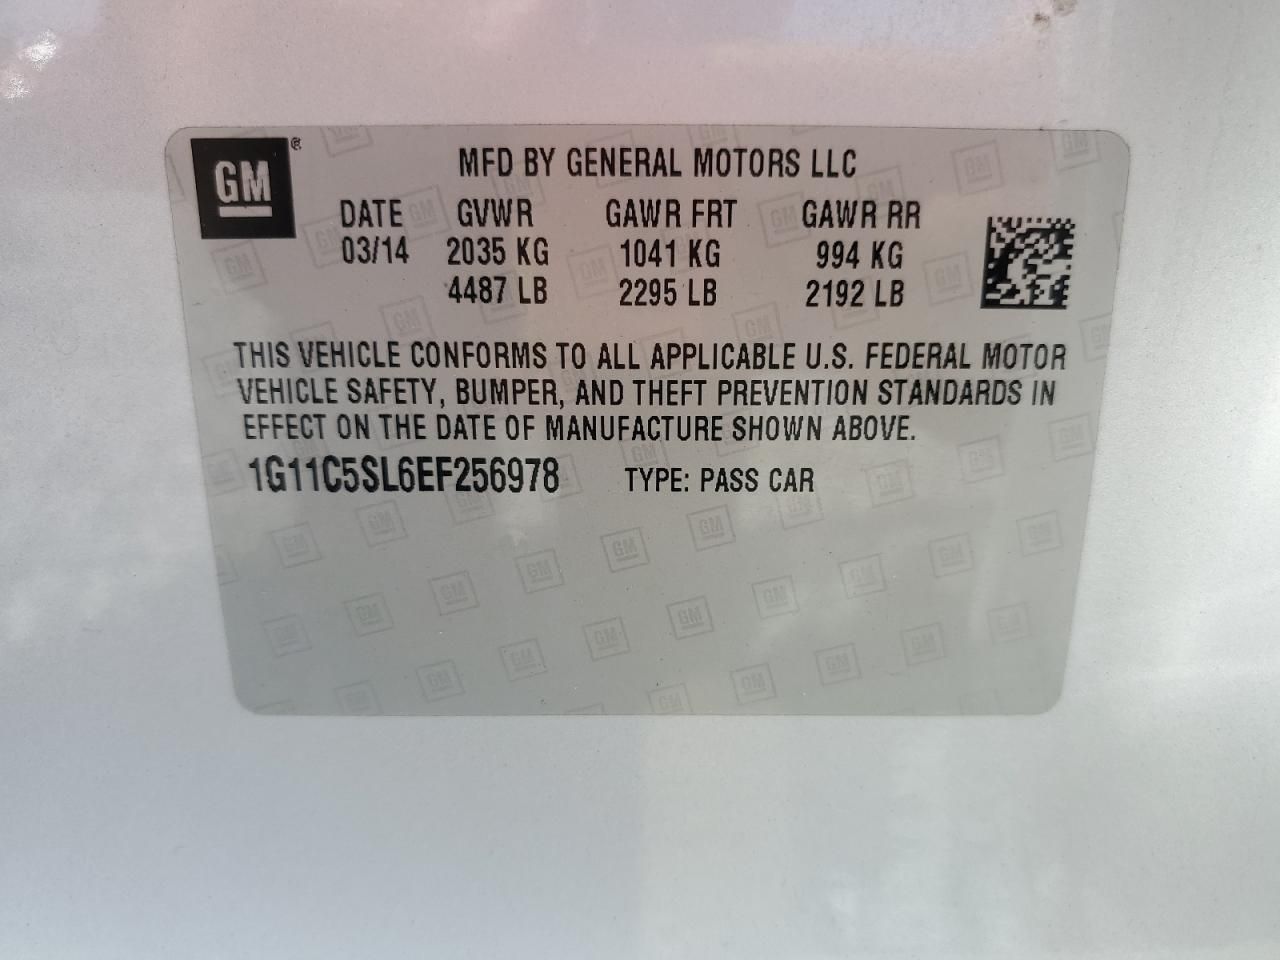 GM ®
MFD BY GENERAL MOTORS LLC
DATE GVWR GAWR FRT GAWR RR
03/14 2035 KG 1041 KG 994 KG
4487 LB 2295 LB 2192 LB
THIS VEHICLE CONFORMS TO ALL APPLICABLE U.S. FEDERAL MOTOR
VEHICLE SAFETY, BUMPER, AND THEFT PREVENTION STANDARDS IN
EFFECT ON THE DATE OF MANUFACTURE SHOWN ABOVE.
1G11C5SL6EF256978 TYPE: PASS CAR